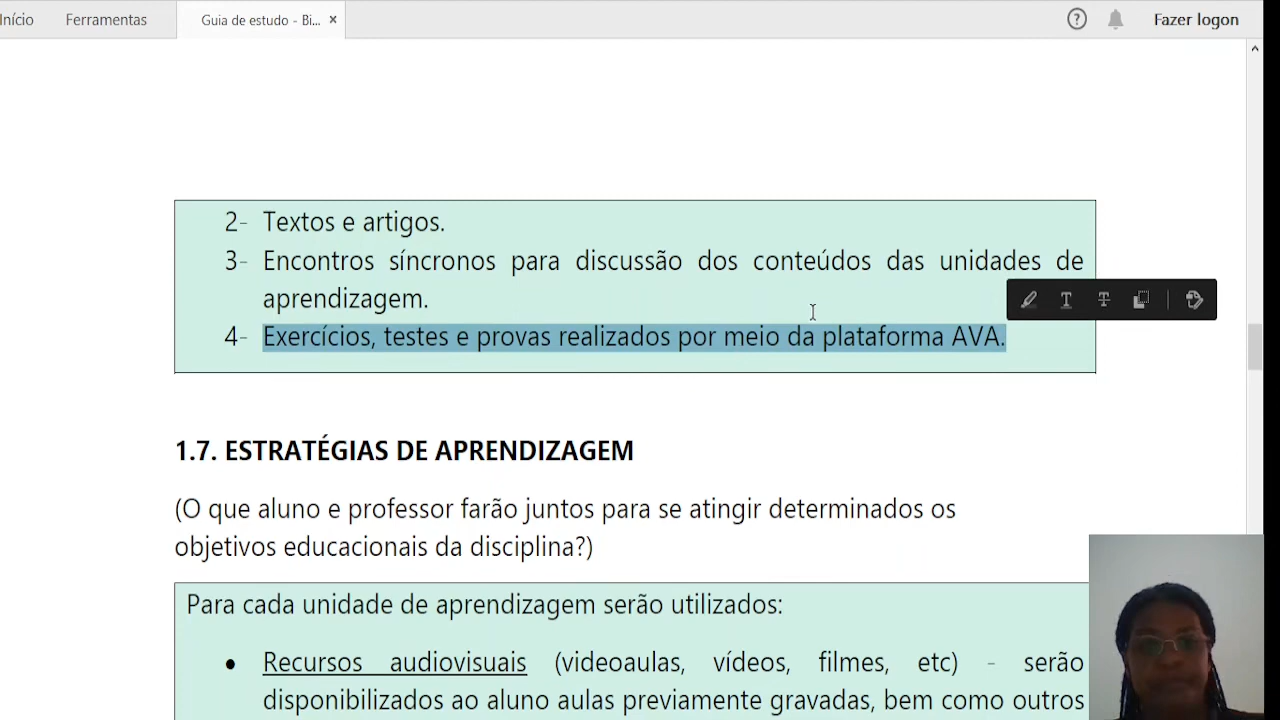 Início Ferramentas Guia de estudo - Bi... × ? Fazer logon
2- Textos e artigos.
3- Encontros síncronos para discussão dos conteúdos das unidades de
aprendizagem.
4- Exercícios, testes e provas realizados por meio da plataforma AVA.
1.7. ESTRATÉGIAS DE APRENDIZAGEM
(O que aluno e professor farão juntos para se atingir determinados os
objetivos educacionais da disciplina?)
Para cada unidade de aprendizagem serão utilizados:
• Recursos audiovisuais (videoaulas, vídeos, filmes, etc) - serão
disponibilizados ao aluno aulas previamente gravadas, bem como outros